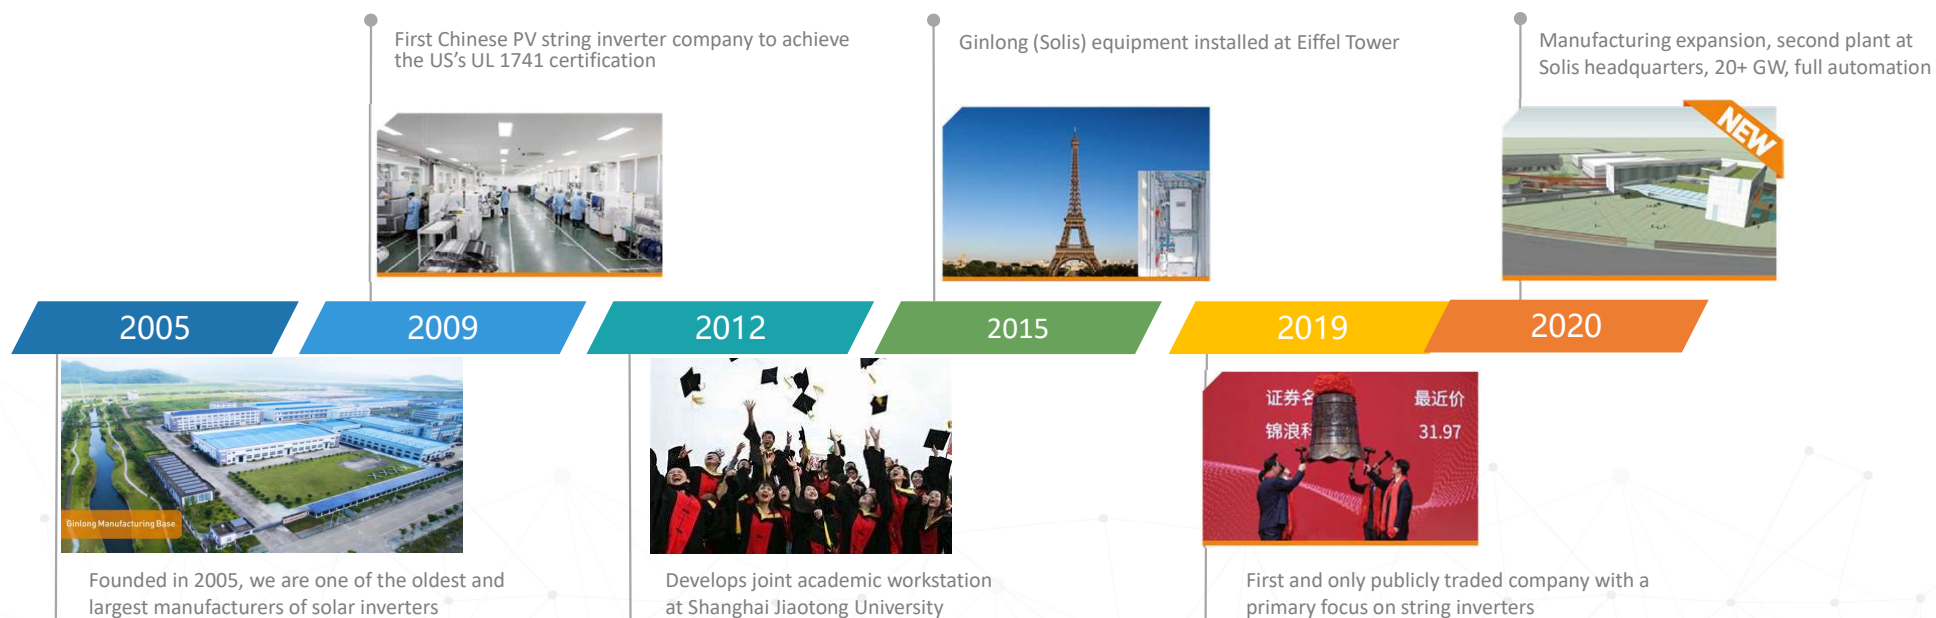 First Chinese PV string inverter company to achieve
the US’s UL 1741 certification
Ginlong (Solis) equipment installed at Eiffel Tower
Manufacturing expansion, second plant at
Solis headquarters, 20+ GW, full automation
NEW
2005
2009
2012
2015
2019
2020
Ginlong Manufacturing Base
证券名
最近价
锦浪科
31.97
Founded in 2005, we are one of the oldest and
largest manufacturers of solar inverters
Develops joint academic workstation
at Shanghai Jiaotong University
First and only publicly traded company with a
primary focus on string inverters